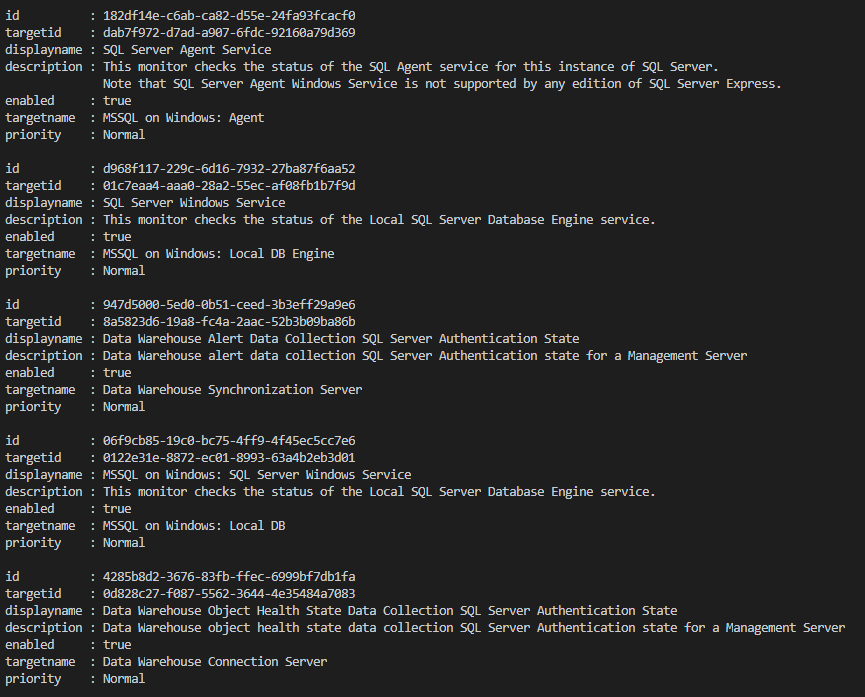 id          : 182df14e-c6ab-ca82-d55e-24fa93fcacf0
targetid    : dab7f972-d7ad-a907-6fdc-92160a79d369
displayname : SQL Server Agent Service
description : This monitor checks the status of the SQL Agent service for this instance of SQL Server.
              Note that SQL Server Agent Windows Service is not supported by any edition of SQL Server Express.
enabled     : true
targetname  : MSSQL on Windows: Agent
priority    : Normal

id          : d968f117-229c-6d16-7932-27ba87f6aa52
targetid    : 01c7eaa4-aaa0-28a2-55ec-af08fb1b7f9d
displayname : SQL Server Windows Service
description : This monitor checks the status of the Local SQL Server Database Engine service.
enabled     : true
targetname  : MSSQL on Windows: Local DB Engine
priority    : Normal

id          : 947d5000-5ed0-0b51-ceed-3b3eff29a9e6
targetid    : 8a5823d6-19a8-fc4a-2aac-52b3b09ba86b
displayname : Data Warehouse Alert Data Collection SQL Server Authentication State
description : Data Warehouse alert data collection SQL Server Authentication state for a Management Server
enabled     : true
targetname  : Data Warehouse Synchronization Server
priority    : Normal

id          : 06f9cb85-19c0-bc75-4ff9-4f45ec5cc7e6
targetid    : 0122e31e-8872-ec01-8993-63a4b2eb3d01
displayname : MSSQL on Windows: SQL Server Windows Service
description : This monitor checks the status of the Local SQL Server Database Engine service.
enabled     : true
targetname  : MSSQL on Windows: Local DB
priority    : Normal

id          : 4285b8d2-3676-83fb-ffec-6999bf7db1fa
targetid    : 0d828c27-f087-5562-3644-4e35484a7083
displayname : Data Warehouse Object Health State Data Collection SQL Server Authentication State
description : Data Warehouse object health state data collection SQL Server Authentication state for a Management Server
enabled     : true
targetname  : Data Warehouse Connection Server
priority    : Normal